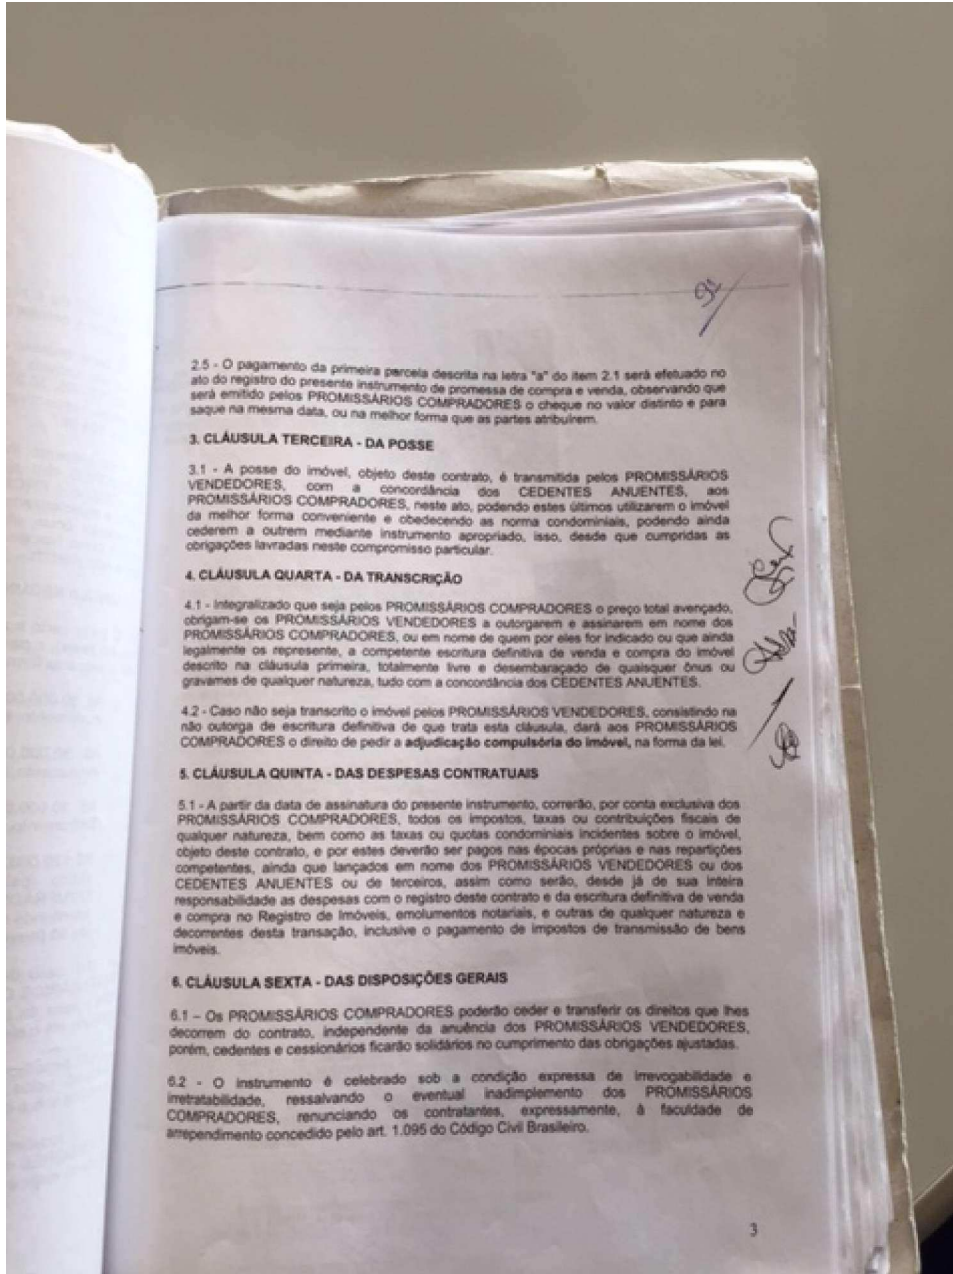 2.5 - O pagamento da primeira parcela descrita na letra "a" do item 2.1 será efetuado no
ato do registro do presente instrumento de promessa de compra e venda, observando que
será emitido pelos PROMISSÁRIOS COMPRADORES o cheque no valor distinto e para
saque na mesma data, ou na melhor forma que as partes atribuírem.
3. CLÁUSULA TERCEIRA - DA POSSE
3.1 - A posse do imóvel, objeto deste contrato, é transmitida pelos PROMISSÁRIOS
VENDEDORES, com a concordância dos CEDENTES ANUENTES, aos
PROMISSÁRIOS COMPRADORES, neste ato, podendo estes últimos utilizarem o imóvel
da melhor forma conveniente e obedecendo as norma condominiais, podendo ainda
cederem a outrem mediante instrumento apropriado, isso, desde que cumpridas as
obrigações lavradas neste compromisso particular.
4. CLÁUSULA QUARTA - DA TRANSCRIÇÃO
4.1 - Integralizado que seja pelos PROMISSÁRIOS COMPRADORES o preço total avençado,
obrigam-se os PROMISSÁRIOS VENDEDORES a outorgarem e assinarem em nome dos
PROMISSÁRIOS COMPRADORES, ou em nome de quem por eles for indicado ou que ainda
legalmente os represente, a competente escritura definitiva de venda e compra do imóvel
descrito na cláusula primeira, totalmente livre e desembaraçado de quaisquer ônus ou
gravames de qualquer natureza, tudo com a concordância dos CEDENTES ANUENTES.
4.2 - Caso não seja transcrito o imóvel pelos PROMISSÁRIOS VENDEDORES, consistindo na
não outorga de escritura definitiva de que trata esta cláusula, dará aos PROMISSÁRIOS
COMPRADORES o direito de pedir a adjudicação compulsória do imóvel, na forma da lei.
5. CLÁUSULA QUINTA - DAS DESPESAS CONTRATUAIS
5.1 - A partir da data de assinatura do presente instrumento, correrão, por conta exclusiva dos
PROMISSÁRIOS COMPRADORES, todos os impostos, taxas ou contribuições fiscais de
qualquer natureza, bem como as taxas ou quotas condominiais incidentes sobre o imóvel,
objeto deste contrato, e por estes deverão ser pagos nas épocas próprias e nas repartições
competentes, ainda que lançados em nome dos PROMISSÁRIOS VENDEDORES ou dos
CEDENTES ANUENTES ou de terceiros, assim como serão, desde já de sua inteira
responsabilidade as despesas com o registro deste contrato e da escritura definitiva de venda
e compra no Registro de Imóveis, emolumentos notariais, e outras de qualquer natureza e
decorrentes desta transação, inclusive o pagamento de impostos de transmissão de bens
imóveis.
6. CLÁUSULA SEXTA - DAS DISPOSIÇÕES GERAIS
6.1 – Os PROMISSÁRIOS COMPRADORES poderão ceder e transferir os direitos que lhes
decorrem do contrato, independente da anuência dos PROMISSÁRIOS VENDEDORES,
porém, cedentes e cessionários ficarão solidários no cumprimento das obrigações ajustadas.
6.2 - O instrumento é celebrado sob a condição expressa de irrevogabilidade e
irretratabilidade, ressalvando o eventual inadimplemento dos PROMISSÁRIOS
COMPRADORES, renunciando os contratantes, expressamente, à faculdade de
arrependimento concedido pelo art. 1.095 do Código Civil Brasileiro.
3